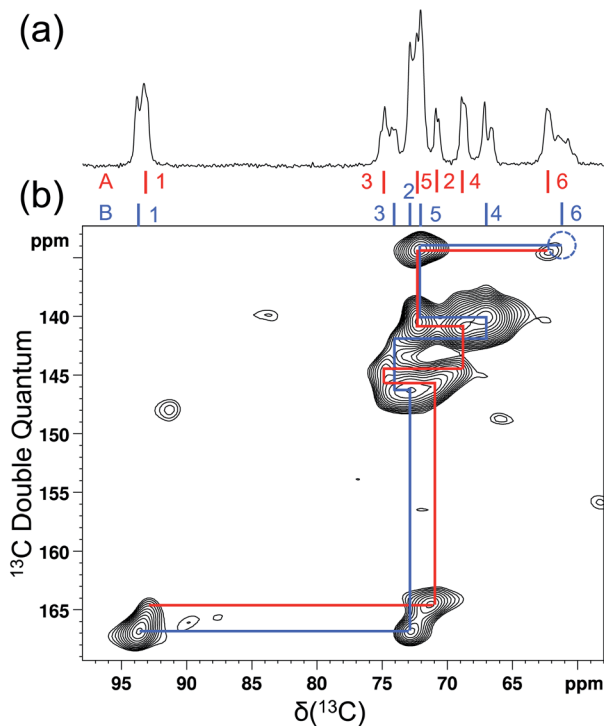 (a)
A 1 3 5 2 4 6
2
B 1 3 5 4 6
(b)
ppm
140
145
150
155
160
165
¹³C Double Quantum
95 90 85 80 75 70 65 ppm
δ(¹³C)